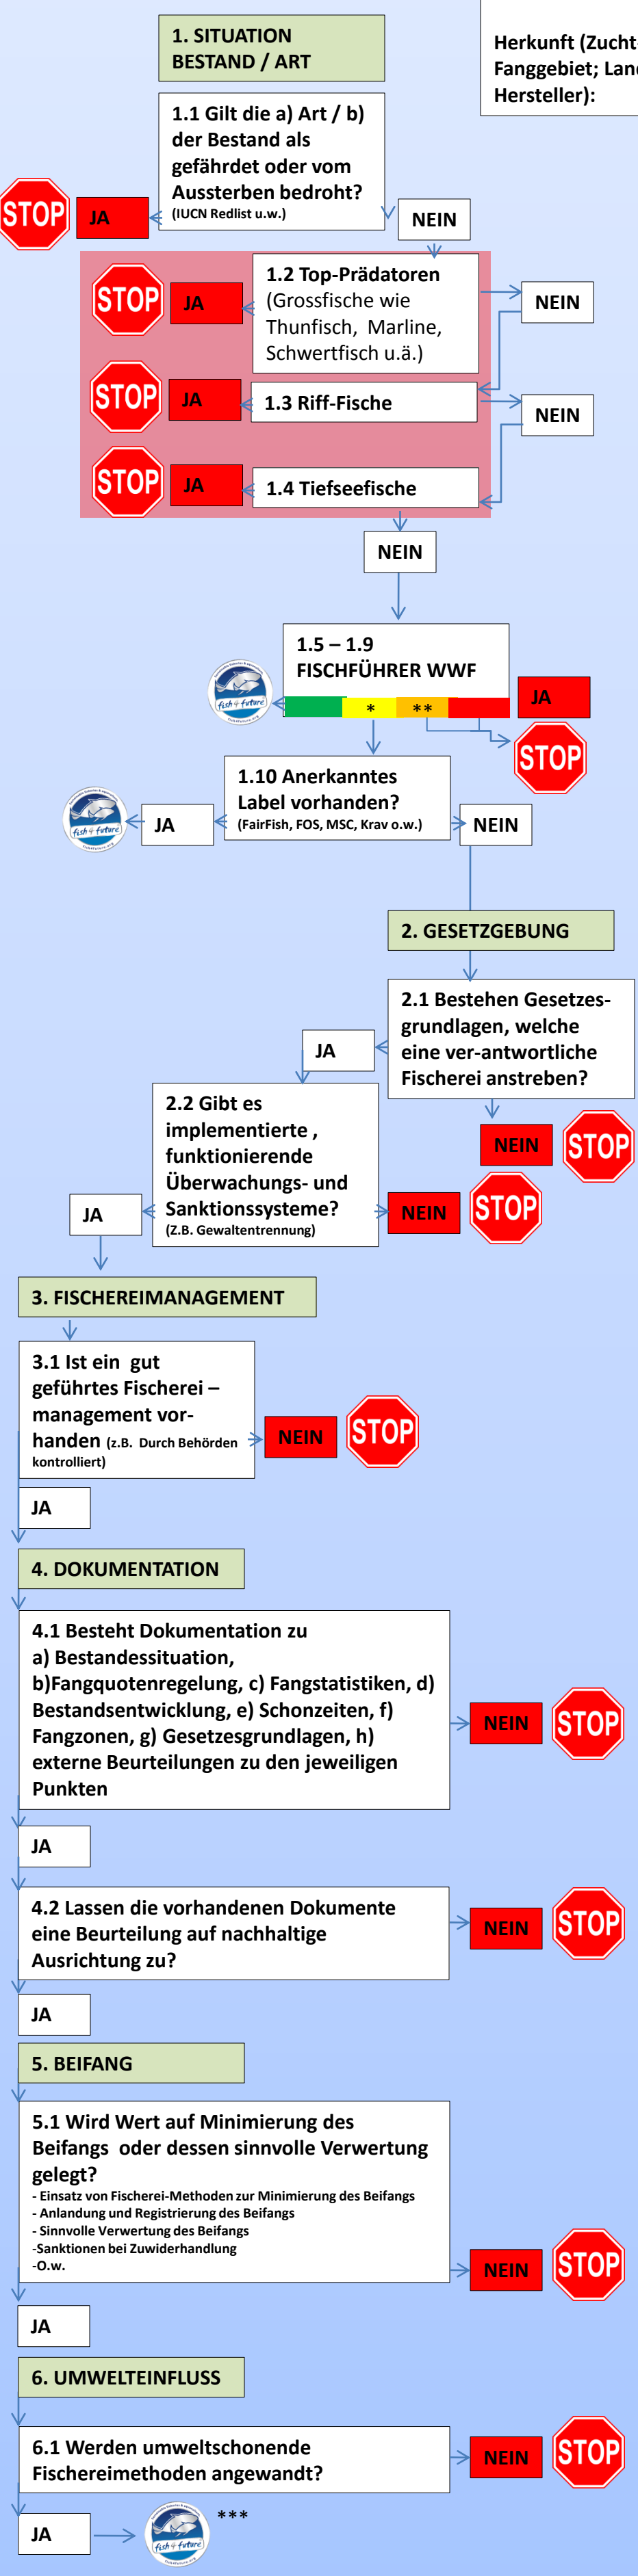 Herkunft (Zucht-
Fanggebiet; Lan
Hersteller):
1. SITUATION
BESTAND / ART
1.1 Gilt die a) Art / b)
der Bestand als
gefährdet oder vom
Aussterben bedroht?
(IUCN Redlist u.w.)
STOP
JA
NEIN
1.2 Top-Prädatoren
(Grossfische wie
Thunfisch, Marline,
Schwertfisch u.ä.)
STOP
JA
NEIN
1.3 Riff-Fische
STOP
JA
NEIN
1.4 Tiefseefische
STOP
JA
NEIN
1.5 – 1.9
FISCHFÜHRER WWF
fish 4 future
*
**
JA
STOP
1.10 Anerkanntes
Label vorhanden?
(FairFish, FOS, MSC, Krav o.w.)
fish 4 future
JA
NEIN
2. GESETZGEBUNG
2.1 Bestehen Gesetzes-
grundlagen, welche
eine ver-antwortliche
Fischerei anstreben?
JA
NEIN
STOP
2.2 Gibt es
implementierte ,
funktionierende
Überwachungs- und
Sanktionssysteme?
(Z.B. Gewaltentrennung)
JA
NEIN
STOP
3. FISCHEREIMANAGEMENT
3.1 Ist ein gut
geführtes Fischerei –
management vor-
handen (z.B. Durch Behörden
kontrolliert)
NEIN
STOP
JA
4. DOKUMENTATION
4.1 Besteht Dokumentation zu
a) Bestandessituation,
b)Fangquotenregelung, c) Fangstatistiken, d)
Bestandsentwicklung, e) Schonzeiten, f)
Fangzonen, g) Gesetzesgrundlagen, h)
externe Beurteilungen zu den jeweiligen
Punkten
NEIN
STOP
JA
4.2 Lassen die vorhandenen Dokumente
eine Beurteilung auf nachhaltige
Ausrichtung zu?
NEIN
STOP
JA
5. BEIFANG
5.1 Wird Wert auf Minimierung des
Beifangs oder dessen sinnvolle Verwertung
gelegt?
- Einsatz von Fischerei-Methoden zur Minimierung des Beifangs
- Anlandung und Registrierung des Beifangs
- Sinnvolle Verwertung des Beifangs
-Sanktionen bei Zuwiderhandlung
-O.w.
NEIN
STOP
JA
6. UMWELTEINFLUSS
6.1 Werden umweltschonende
Fischereimethoden angewandt?
NEIN
STOP
JA
fish 4 future
***